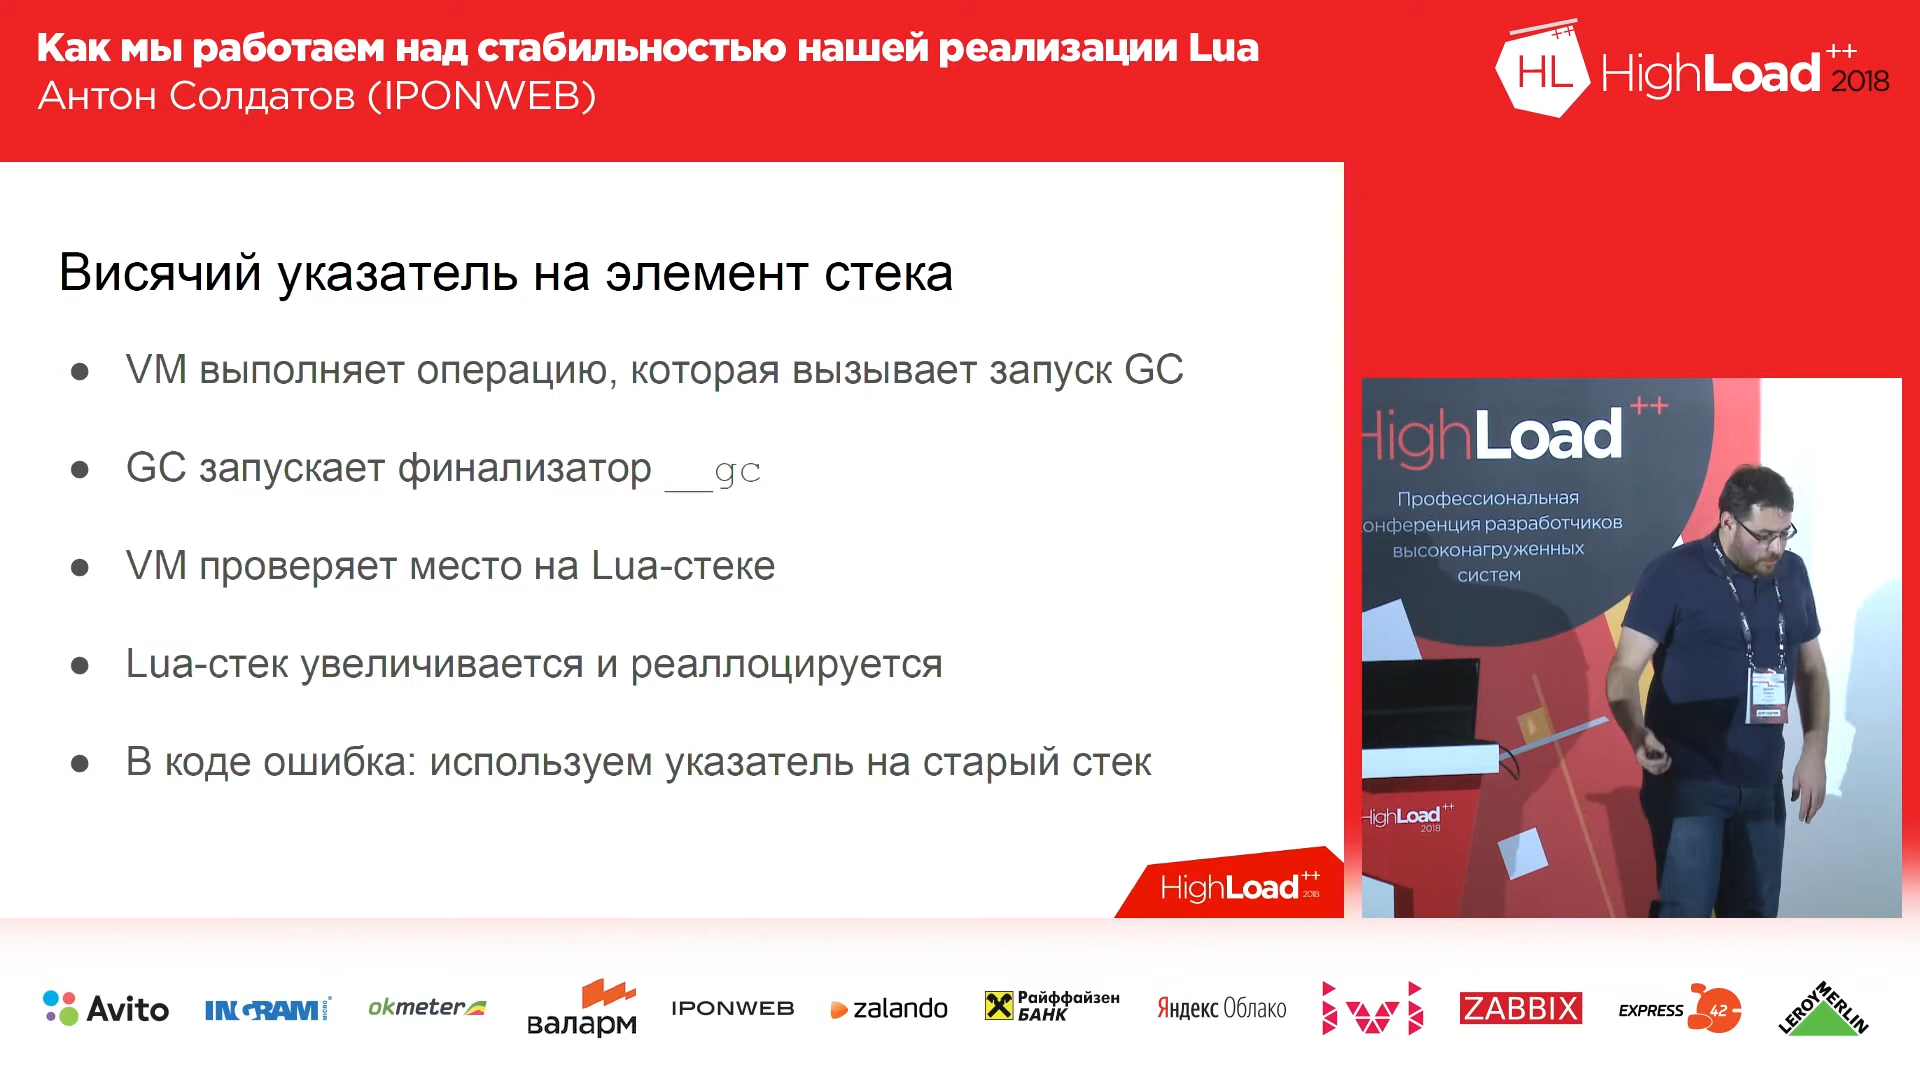 Как мы работаем над стабильностью нашей реализации Lua
Антон Солдатов (IPONWEB)
HL
HighLoad++ 2018
Висячий указатель на элемент стека
● VM выполняет операцию, которая вызывает запуск GC
● GC запускает финализатор __gc
● VM проверяет место на Lua-стеке
● Lua-стек увеличивается и реаллоцируется
● В коде ошибка: используем указатель на старый стек
HighLoad++ 2018
HighLoad++
Профессиональная
онференция разработчиков
высоконагруженных
систем
HighLoad++
2018
Avito
INGRAM MICRO
okmeter
валарм
IPONWEB
zalando
Райффайзен
БАНК
Яндекс Облако
ivi
ZABBIX
EXPRESS 42
LEROY MERLIN